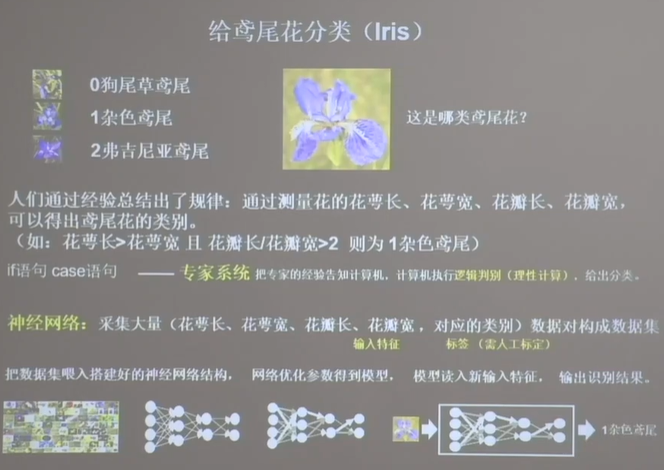 给鸢尾花分类（Iris）
0狗尾草鸢尾
1杂色鸢尾
2弗吉尼亚鸢尾
这是哪类鸢尾花？
人们通过经验总结出了规律：通过测量花的花萼长、花萼宽、花瓣长、花瓣宽，
可以得出鸢尾花的类别。
（如：花萼长>花萼宽 且 花瓣长/花瓣宽>2 则为 1杂色鸢尾）
if语句 case语句 —— 专家系统 把专家的经验告知计算机，计算机执行逻辑判别（理性计算），给出分类。
神经网络：采集大量（花萼长、花萼宽、花瓣长、花瓣宽，对应的类别）数据对构成数据集
输入特征 标签 （需人工标定）
把数据集喂入搭建好的神经网络结构， 网络优化参数得到模型， 模型读入新输入特征， 输出识别结果。
1杂色鸢尾